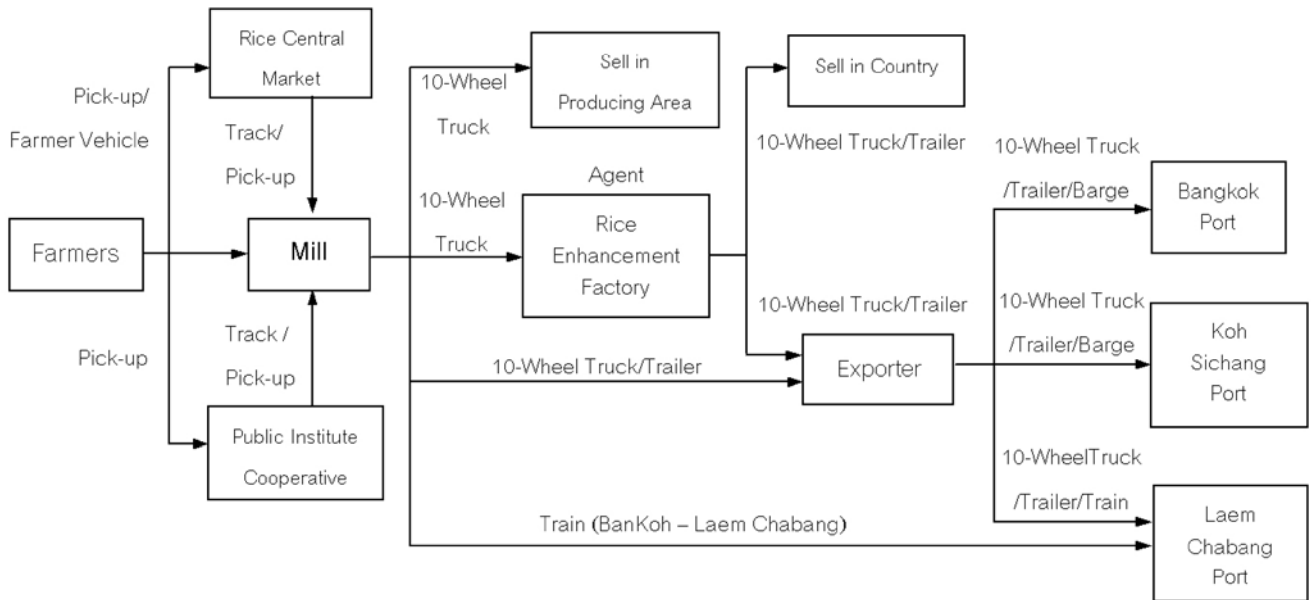 Rice Central
Market
Pick-up/
Farmer Vehicle
Track/
Pick-up
Farmers
Mill
Pick-up
Track /
Pick-up
Public Institute
Cooperative
10-Wheel
Truck
Sell in
Producing Area
10-Wheel
Truck
Agent
Rice
Enhancement
Factory
10-Wheel Truck/Trailer
Train (BanKoh – Laem Chabang)
Sell in Country
10-Wheel Truck/Trailer
10-Wheel Truck/Trailer
Exporter
10-Wheel Truck
/Trailer/Barge
Bangkok
Port
10-Wheel Truck
/Trailer/Barge
Koh
Sichang
Port
10-WheelTruck
/Trailer/Train
Laem
Chabang
Port